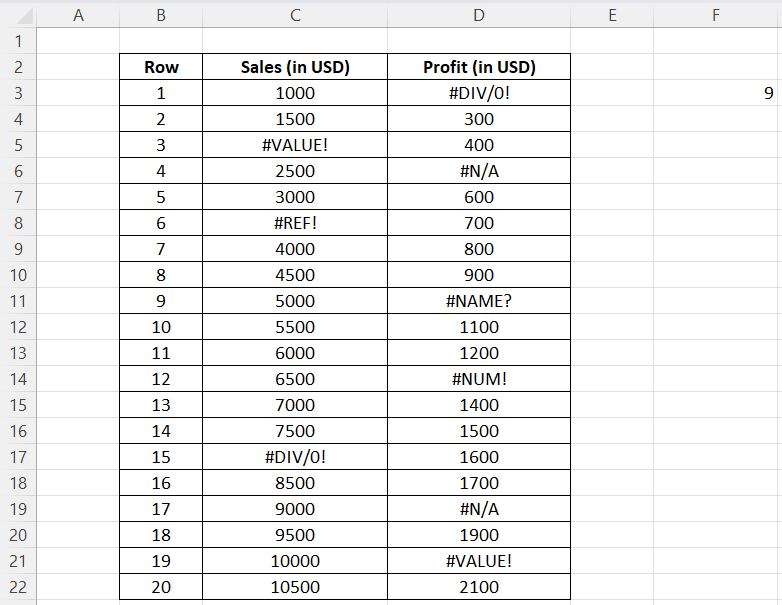 A B C D E F
1
2 Row Sales (in USD) Profit (in USD)
3 1 1000 #DIV/0! 9
4 2 1500 300
5 3 #VALUE! 400
6 4 2500 #N/A
7 5 3000 600
8 6 #REF! 700
9 7 4000 800
10 8 4500 900
11 9 5000 #NAME?
12 10 5500 1100
13 11 6000 1200
14 12 6500 #NUM!
15 13 7000 1400
16 14 7500 1500
17 15 #DIV/0! 1600
18 16 8500 1700
19 17 9000 #N/A
20 18 9500 1900
21 19 10000 #VALUE!
22 20 10500 2100